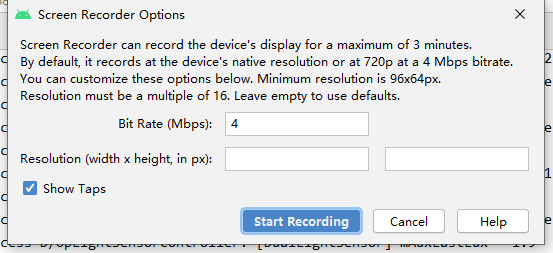 Screen Recorder Options
Screen Recorder can record the device's display for a maximum of 3 minutes.
By default, it records at the device's native resolution or at 720p at a 4 Mbps bitrate.
You can customize these options below. Minimum resolution is 96x64px.
Resolution must be a multiple of 16. Leave empty to use defaults.
Bit Rate (Mbps): 4
Resolution (width x height, in px):
Show Taps
Start Recording Cancel Help